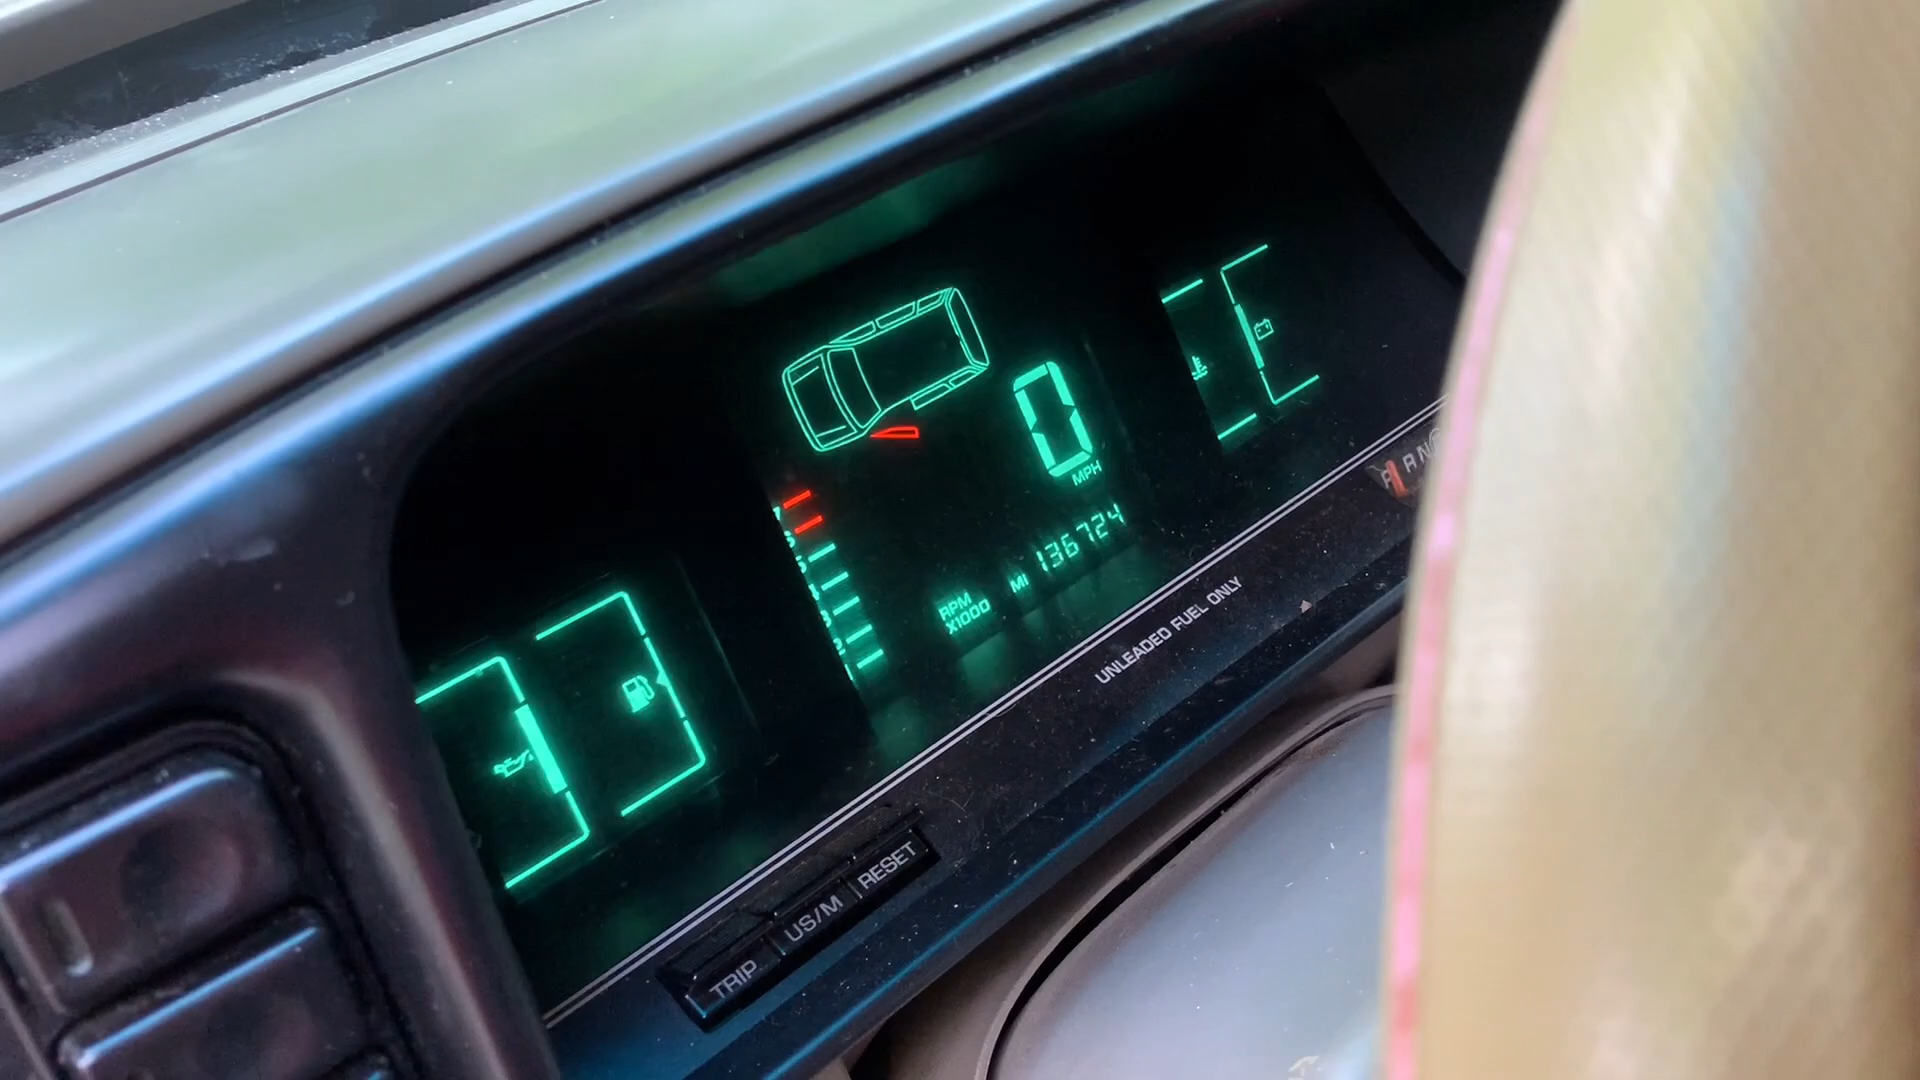 0
MPH
MI 136724
RPM
X1000
P R N
UNLEADED FUEL ONLY
TRIP US/M RESET